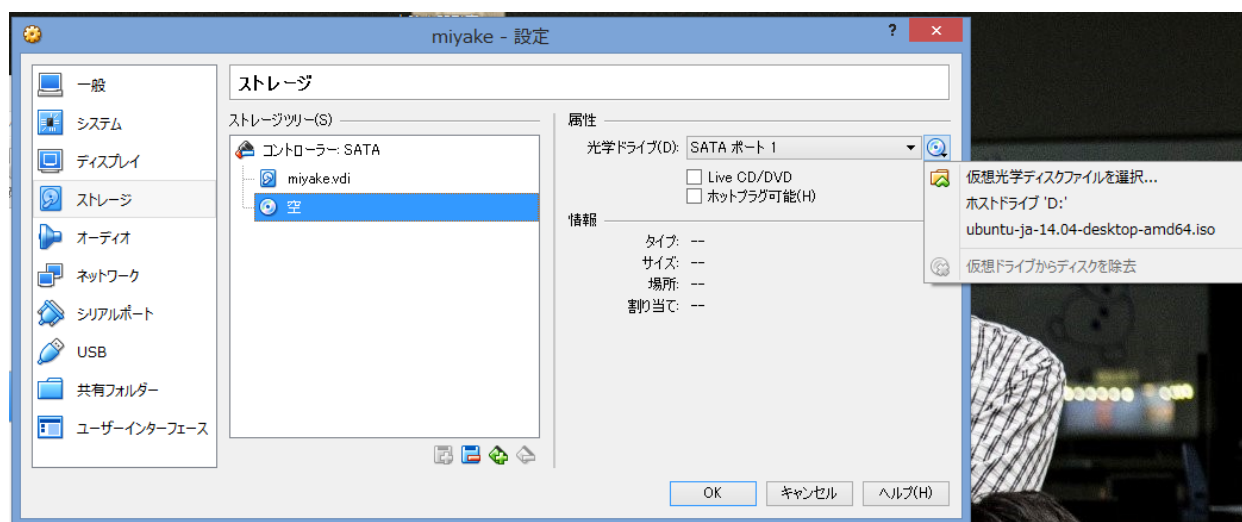 miyake - 設定
?
×
一般
システム
ディスプレイ
ストレージ
オーディオ
ネットワーク
シリアルポート
USB
共有フォルダー
ユーザーインターフェース
ストレージ
ストレージツリー(S)
コントローラー: SATA
miyake.vdi
空
属性
光学ドライブ(D): SATA ポート 1
Live CD/DVD
ホットプラグ可能(H)
情報
タイプ: --
サイズ: --
場所: --
割り当て: --
仮想光学ディスクファイルを選択...
ホストドライブ 'D:'
ubuntu-ja-14.04-desktop-amd64.iso
仮想ドライブからディスクを除去
OK
キャンセル
ヘルプ(H)